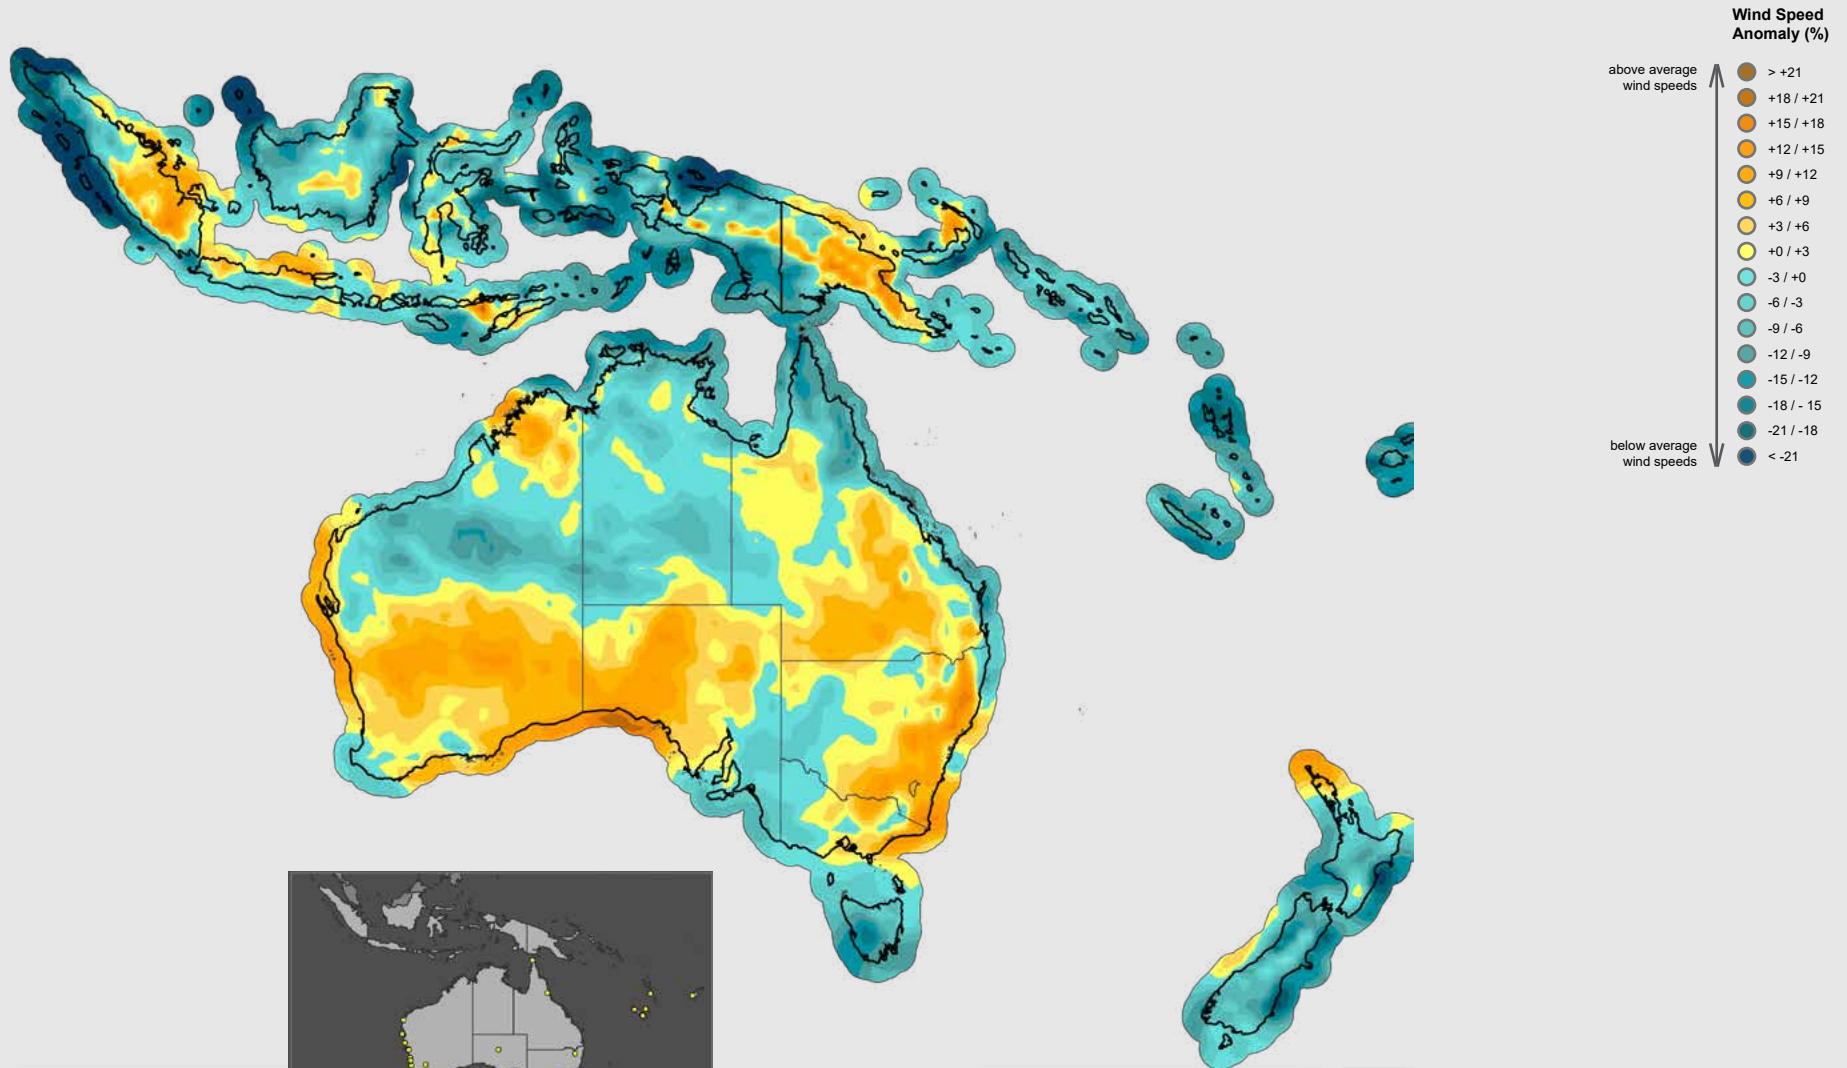 Wind Speed
Anomaly (%)
above average
wind speeds
> +21
+18 / +21
+15 / +18
+12 / +15
+9 / +12
+6 / +9
+3 / +6
+0 / +3
-3 / +0
-6 / -3
-9 / -6
-12 / -9
-15 / -12
-18 / - 15
-21 / -18
< -21
below average
wind speeds